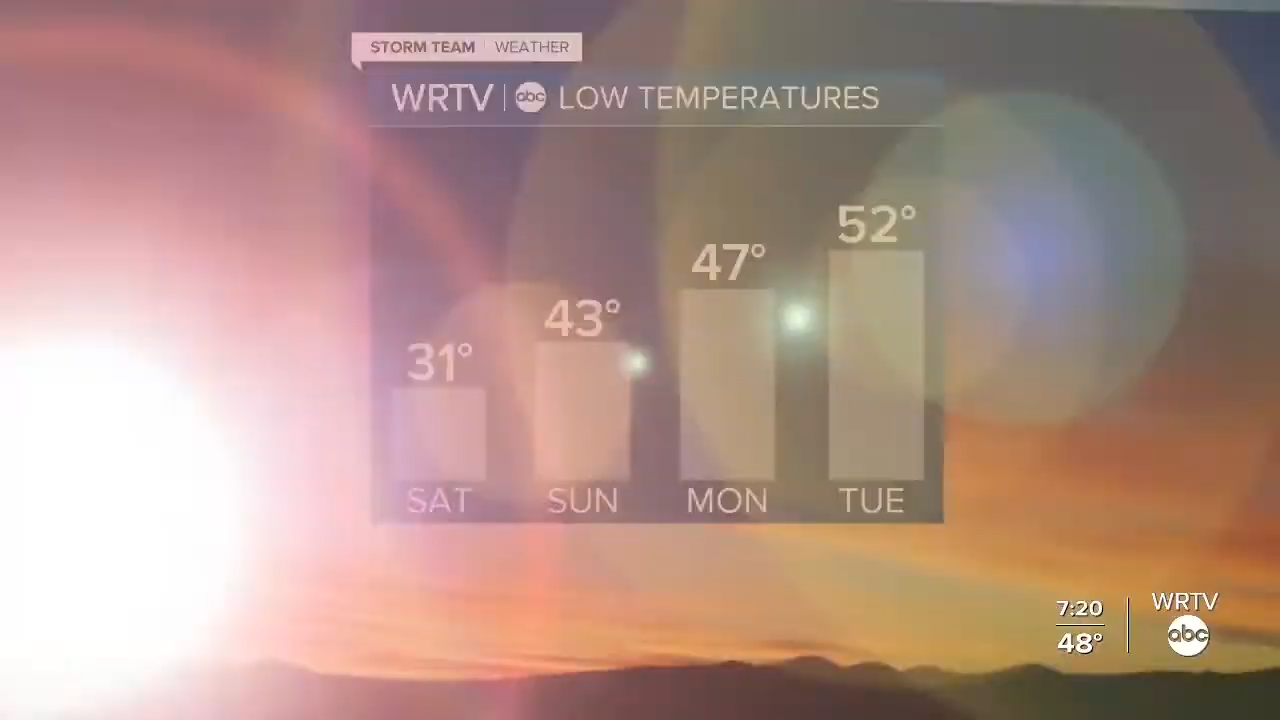 STORM TEAM WEATHER
WRTV abc LOW TEMPERATURES
31° 43° 47° 52°
SAT SUN MON TUE
7:20
48°
WRTV
abc